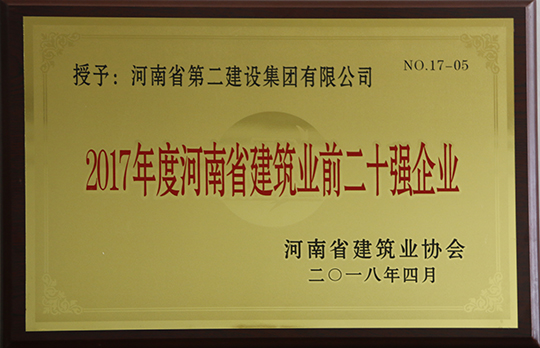 授予：河南省第二建设集团有限公司
NO.17-05
2017年度河南省建筑业前二十强企业
河南省建筑业协会
二〇一八年四月